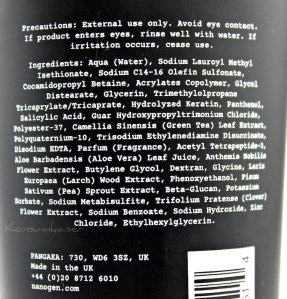 Precautions: External use only. Avoid eye contact.
If product enters eyes, rinse well with water. If
irritation occurs, cease use.
Ingredients: Aqua (Water), Sodium Lauroyl Methyl
Isethionate, Sodium C14-16 Olefin Sulfonate,
Cocamidopropyl Betaine, Acrylates Copolymer, Glycol
Distearate, Glycerin, Trimethylolpropane
Tricaprylate/Tricaprate, Hydrolysed Keratin, Panthenol,
Salicylic Acid, Guar Hydroxypropyltrimonium Chloride,
Polyester-37, Camellia Sinensis (Green Tea) Leaf Extract,
Polyquaternium-10, Trisodium Ethylenediamine Disuccinate,
Disodium EDTA, Parfum (Fragrance), Acetyl Tetrapeptide-3,
Aloe Barbadensis (Aloe Vera) Leaf Juice, Anthemis Nobilis
Flower Extract, Butylene Glycol, Dextran, Glycine, Larix
Europaea (Larch) Wood Extract, Phenoxyethanol, Pisum
Sativum (Pea) Sprout Extract, Beta-Glucan, Potassium
Sorbate, Sodium Metabisulfite, Trifolium Pratense (Clover)
Flower Extract, Sodium Benzoate, Sodium Hydroxide, Zinc
Chloride, Ethylhexylglycerin.
Konsumkaiser
PANGAEA: 730, WD6 3SZ, UK
Made in the UK
+44 (0)20 8712 6010
nanogen.com
51 4